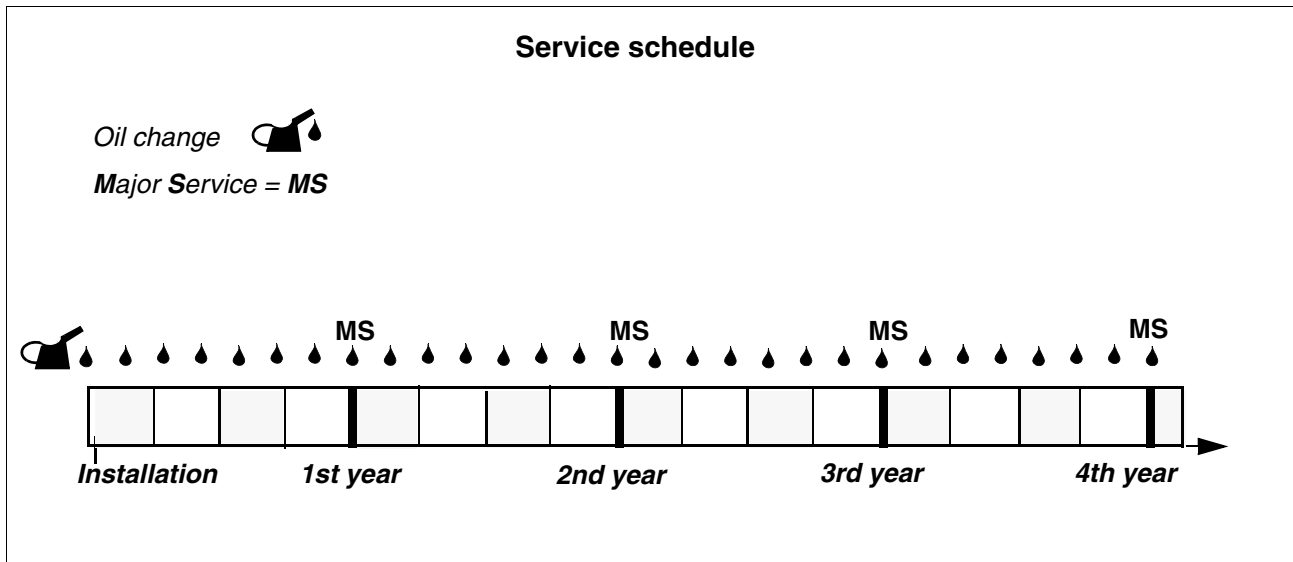 Service schedule
Oil change
Major Service = MS
MS MS MS MS
Installation 1st year 2nd year 3rd year 4th year